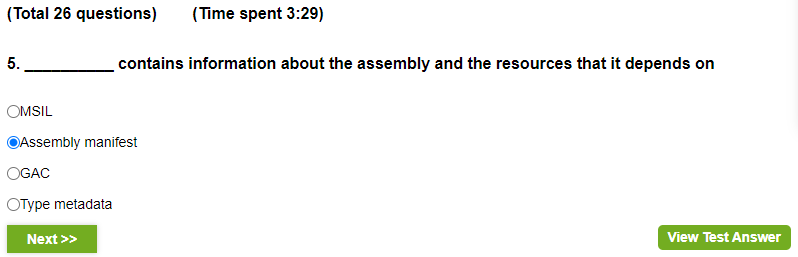 (Total 26 questions) (Time spent 3:29)
5. __________ contains information about the assembly and the resources that it depends on
MSIL
Assembly manifest
GAC
Type metadata
Next >> View Test Answer